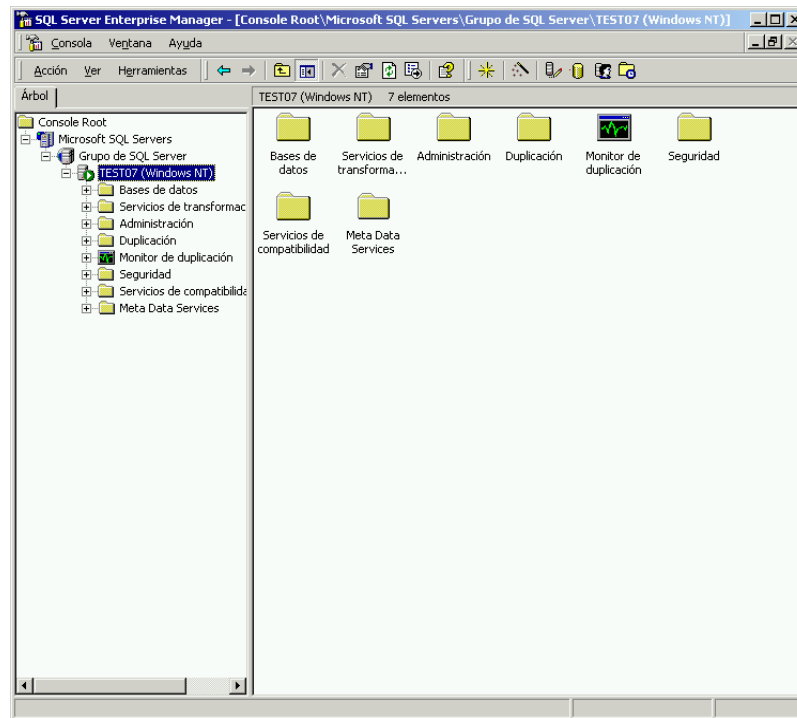 SQL Server Enterprise Manager - [Console Root\Microsoft SQL Servers\Grupo de SQL Server\TEST07 (Windows NT)]
Consola Ventana Ayuda
Acción Ver Herramientas
Árbol
TEST07 (Windows NT) 7 elementos
Console Root
Microsoft SQL Servers
Grupo de SQL Server
TEST07 (Windows NT)
Bases de datos
Servicios de transformac
Administración
Duplicación
Monitor de duplicación
Seguridad
Servicios de compatibilida
Meta Data Services
Bases de
datos
Servicios de
transforma...
Administración
Duplicación
Monitor de
duplicación
Seguridad
Servicios de
compatibilidad
Meta Data
Services